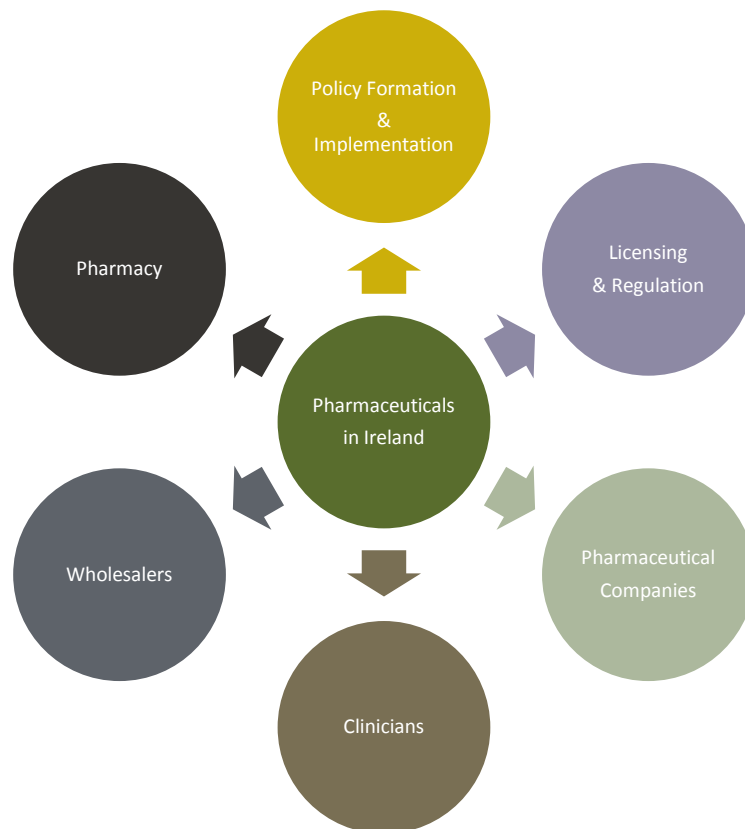 Policy Formation
&
Implementation
Pharmacy
Licensing
& Regulation
Pharmaceuticals
in Ireland
Wholesalers
Pharmaceutical
Companies
Clinicians